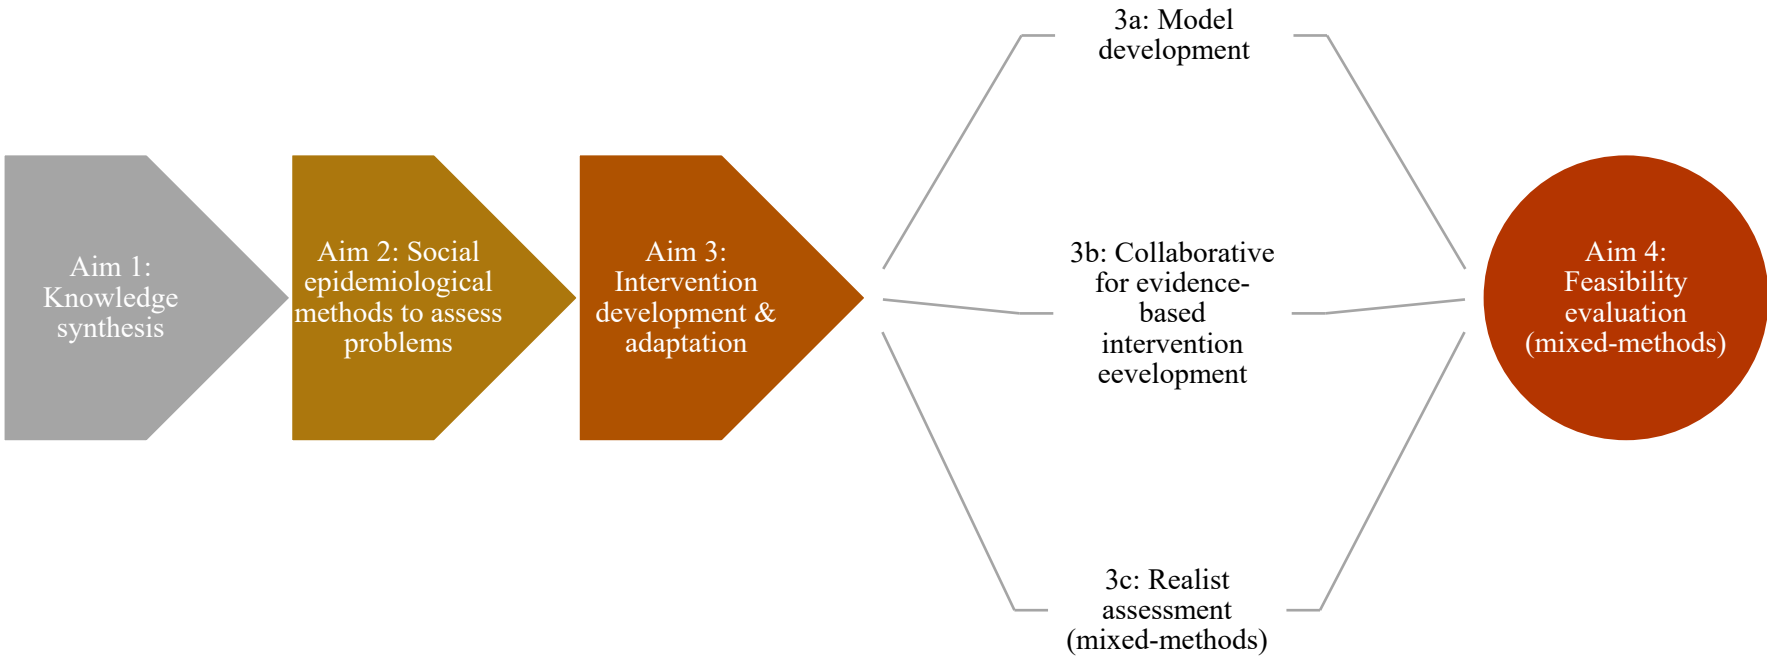 Aim 1:
Knowledge
synthesis
Aim 2: Social
epidemiological
methods to assess
problems
Aim 3:
Intervention
development &
adaptation
3a: Model
development
3b: Collaborative
for evidence-
based
intervention
eevelopment
3c: Realist
assessment
(mixed-methods)
Aim 4:
Feasibility
evaluation
(mixed-methods)